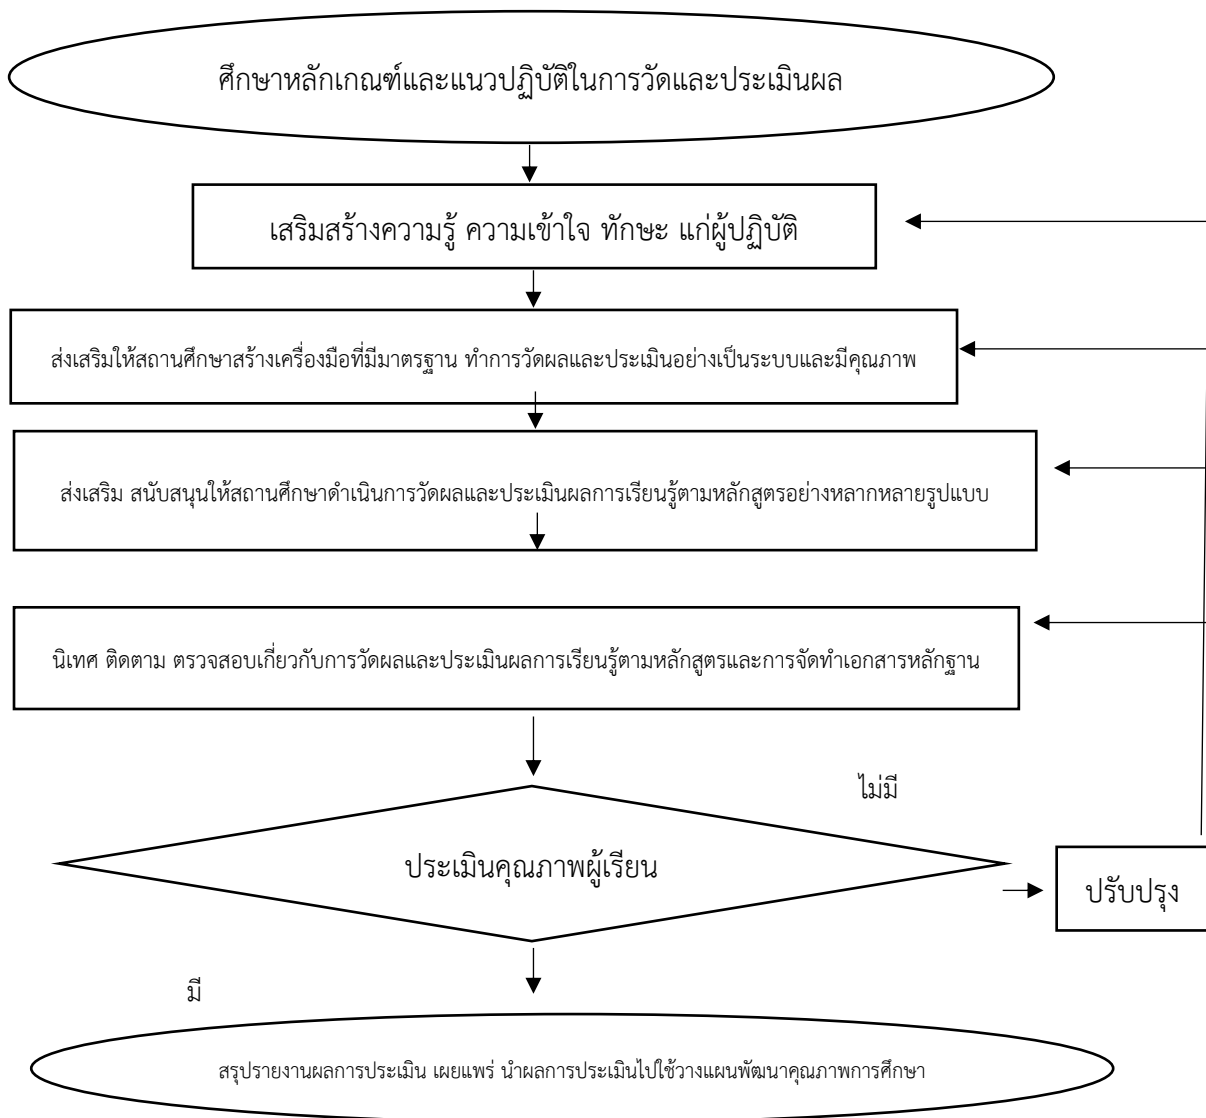 ศึกษาหลักเกณฑ์และแนวปฏิบัติในการวัดและประเมินผล
เสริมสร้างความรู้ ความเข้าใจ ทักษะ แก่ผู้ปฏิบัติ
ส่งเสริมให้สถานศึกษาสร้างเครื่องมือที่มีมาตรฐาน ทำการวัดผลและประเมินอย่างเป็นระบบและมีคุณภาพ
ส่งเสริม สนับสนุนให้สถานศึกษาดำเนินการวัดผลและประเมินผลการเรียนรู้ตามหลักสูตรอย่างหลากหลายรูปแบบ
นิเทศ ติดตาม ตรวจสอบเกี่ยวกับการวัดผลและประเมินผลการเรียนรู้ตามหลักสูตรและการจัดทำเอกสารหลักฐาน
ไม่มี
ประเมินคุณภาพผู้เรียน
ปรับปรุง
มี
สรุปรายงานผลการประเมิน เผยแพร่ นำผลการประเมินไปใช้วางแผนพัฒนาคุณภาพการศึกษา